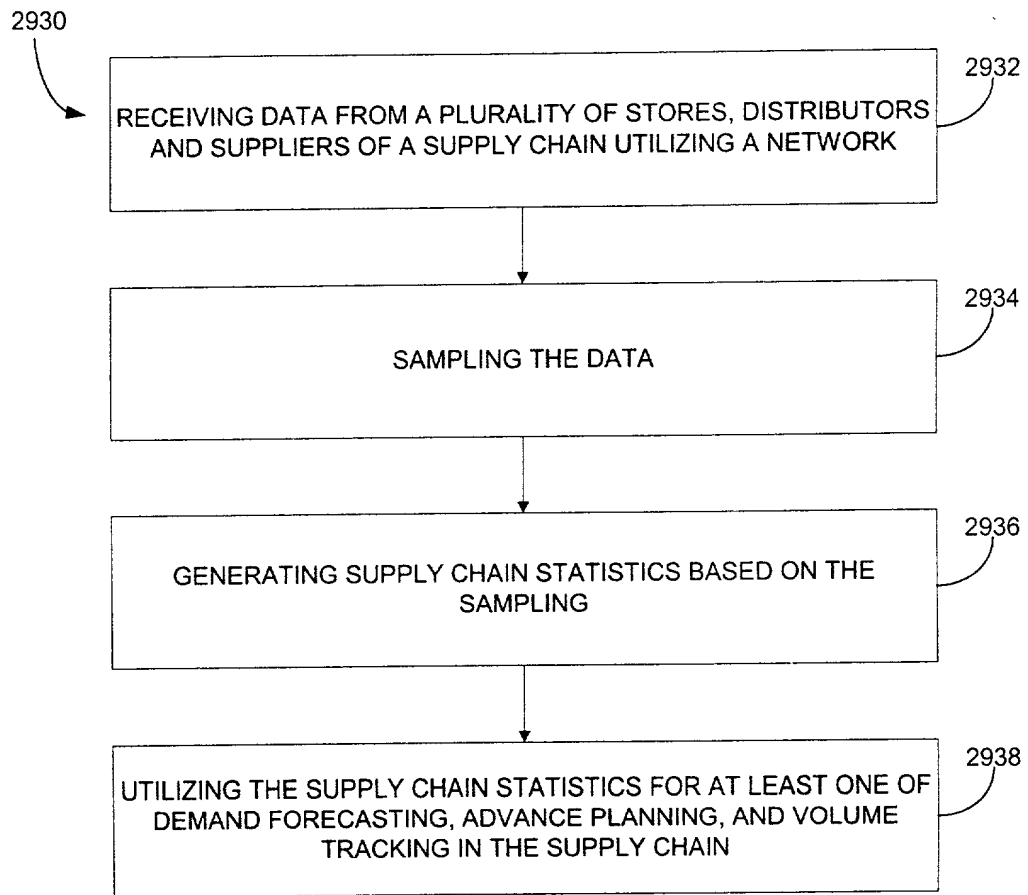 2930
2932
RECEIVING DATA FROM A PLURALITY OF STORES, DISTRIBUTORS
AND SUPPLIERS OF A SUPPLY CHAIN UTILIZING A NETWORK
2934
SAMPLING THE DATA
2936
GENERATING SUPPLY CHAIN STATISTICS BASED ON THE
SAMPLING
2938
UTILIZING THE SUPPLY CHAIN STATISTICS FOR AT LEAST ONE OF
DEMAND FORECASTING, ADVANCE PLANNING, AND VOLUME
TRACKING IN THE SUPPLY CHAIN